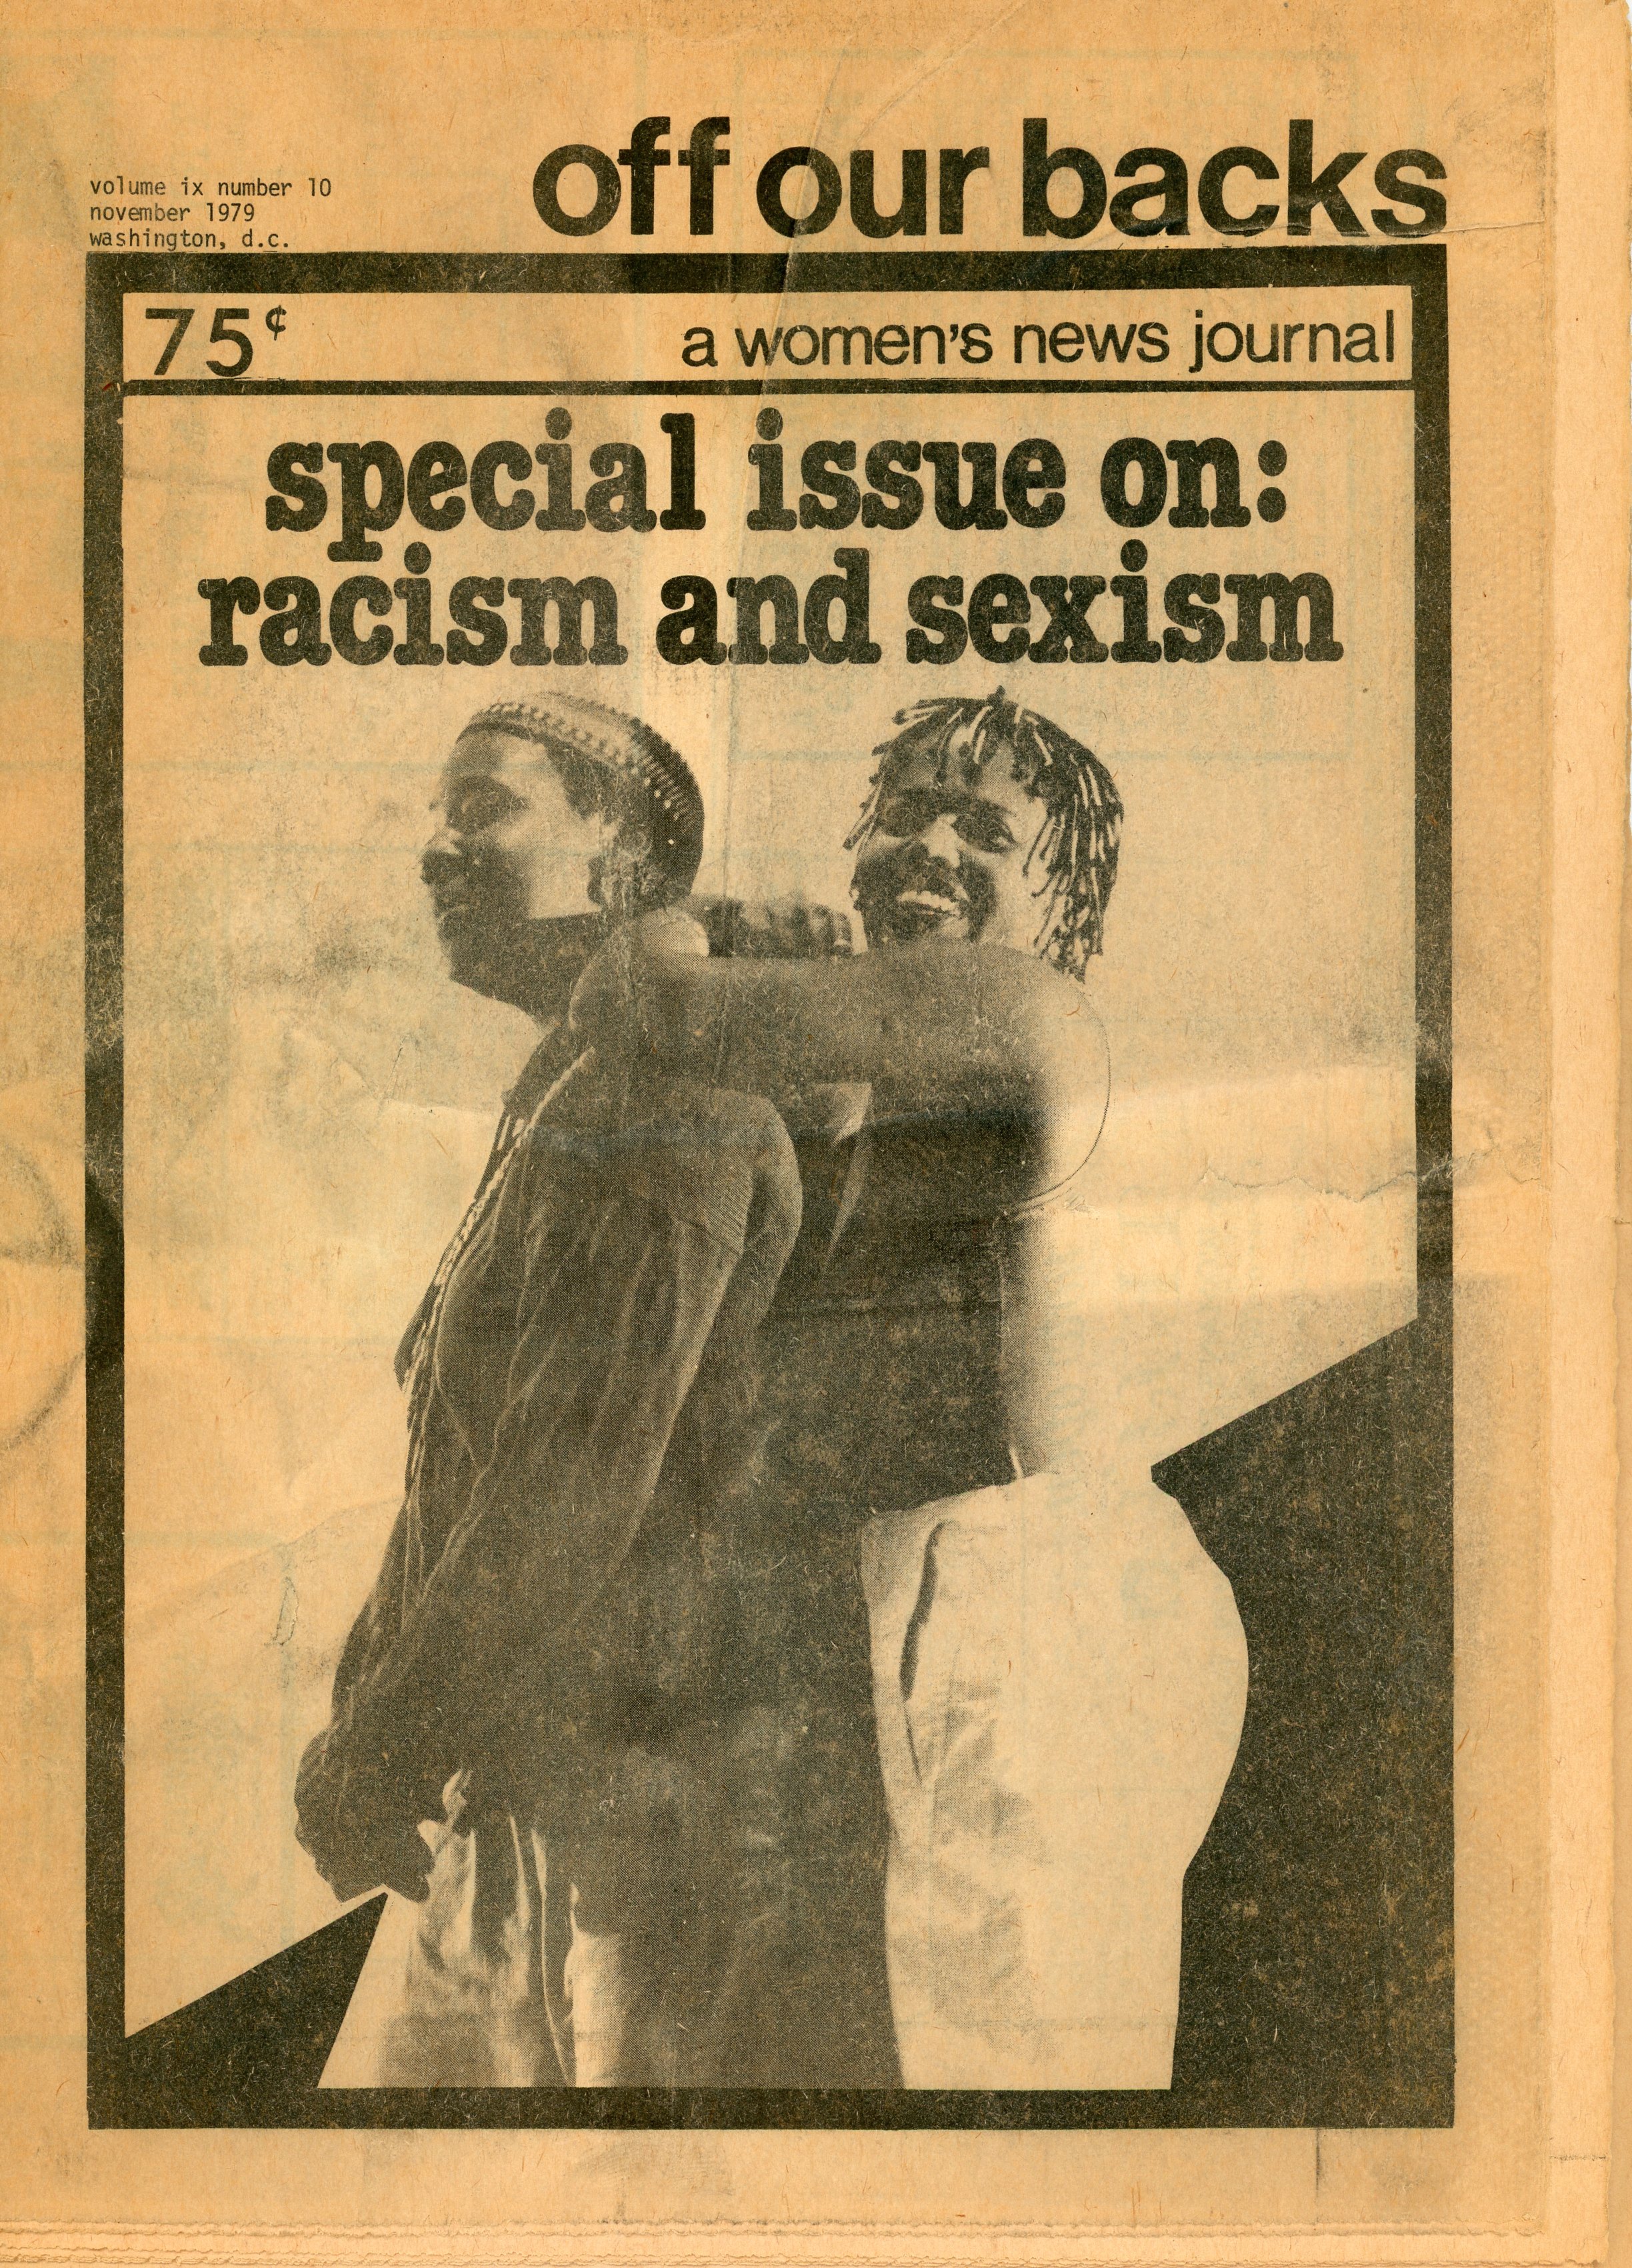 off our backs
volume ix number 10
november 1979
washington, d.c.
75¢
a women's news journal
special issue on:
racism and sexism